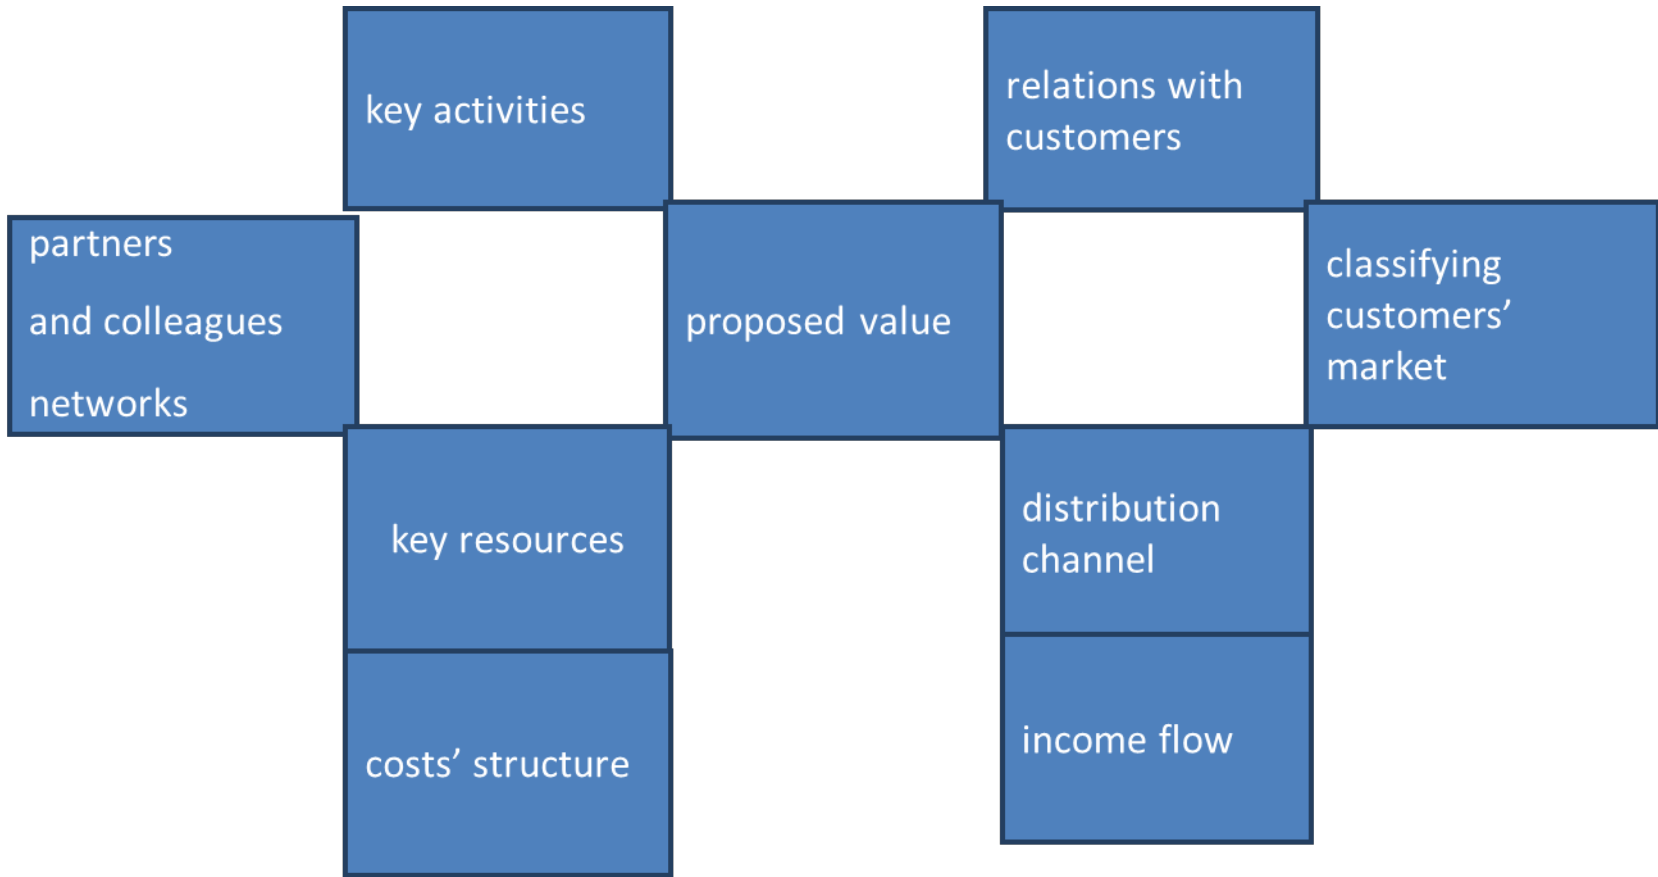 key activities
relations with
customers
partners
and colleagues
networks
proposed value
classifying
customers’
market
key resources
distribution
channel
costs’ structure
income flow